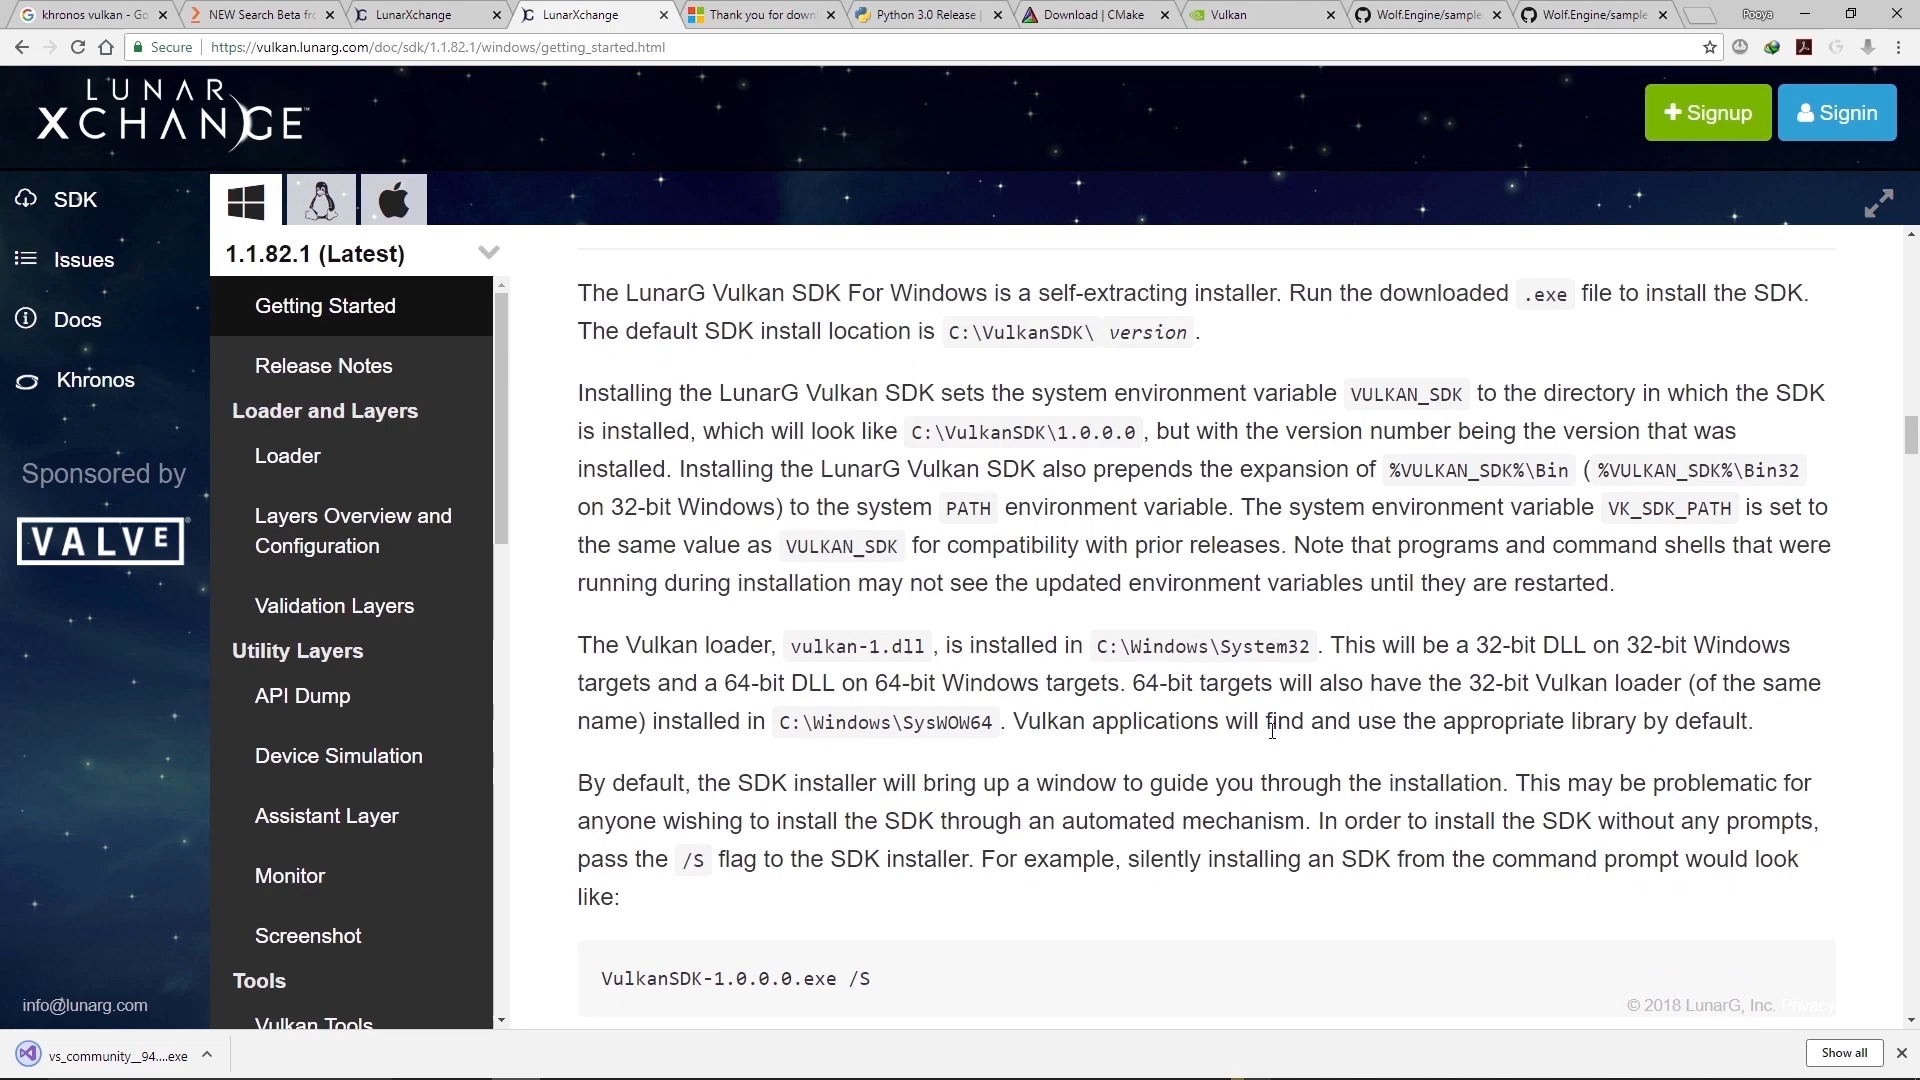 khronos vulkan - Go
NEW Search Beta fr
LunarXchange
LunarXchange
Thank you for down
Python 3.0 Release
Download | CMake
Vulkan
Wolf.Engine/sample
Wolf.Engine/sample
Pooya
Secure
https://vulkan.lunarg.com/doc/sdk/1.1.82.1/windows/getting_started.html
LUNAR
XCHANGE™
Signup
Signin
SDK
Issues
Docs
Khronos
Sponsored by
VALVE®
info@lunarg.com
1.1.82.1 (Latest)
Getting Started
Release Notes
Loader and Layers
Loader
Layers Overview and
Configuration
Validation Layers
Utility Layers
API Dump
Device Simulation
Assistant Layer
Monitor
Screenshot
Tools
Vulkan Tools
The LunarG Vulkan SDK For Windows is a self-extracting installer. Run the downloaded .exe file to install the SDK.
The default SDK install location is C:\VulkanSDK\ version.
Installing the LunarG Vulkan SDK sets the system environment variable VULKAN_SDK to the directory in which the SDK
is installed, which will look like C:\VulkanSDK\1.0.0.0, but with the version number being the version that was
installed. Installing the LunarG Vulkan SDK also prepends the expansion of %VULKAN_SDK%\Bin (%VULKAN_SDK%\Bin32
on 32-bit Windows) to the system PATH environment variable. The system environment variable VK_SDK_PATH is set to
the same value as VULKAN_SDK for compatibility with prior releases. Note that programs and command shells that were
running during installation may not see the updated environment variables until they are restarted.
The Vulkan loader, vulkan-1.dll, is installed in C:\Windows\System32. This will be a 32-bit DLL on 32-bit Windows
targets and a 64-bit DLL on 64-bit Windows targets. 64-bit targets will also have the 32-bit Vulkan loader (of the same
name) installed in C:\Windows\SysWOW64. Vulkan applications will find and use the appropriate library by default.
By default, the SDK installer will bring up a window to guide you through the installation. This may be problematic for
anyone wishing to install the SDK through an automated mechanism. In order to install the SDK without any prompts,
pass the /S flag to the SDK installer. For example, silently installing an SDK from the command prompt would look
like:
VulkanSDK-1.0.0.0.exe /S
© 2018 LunarG, Inc. Privacy
vs_community__94....exe
Show all